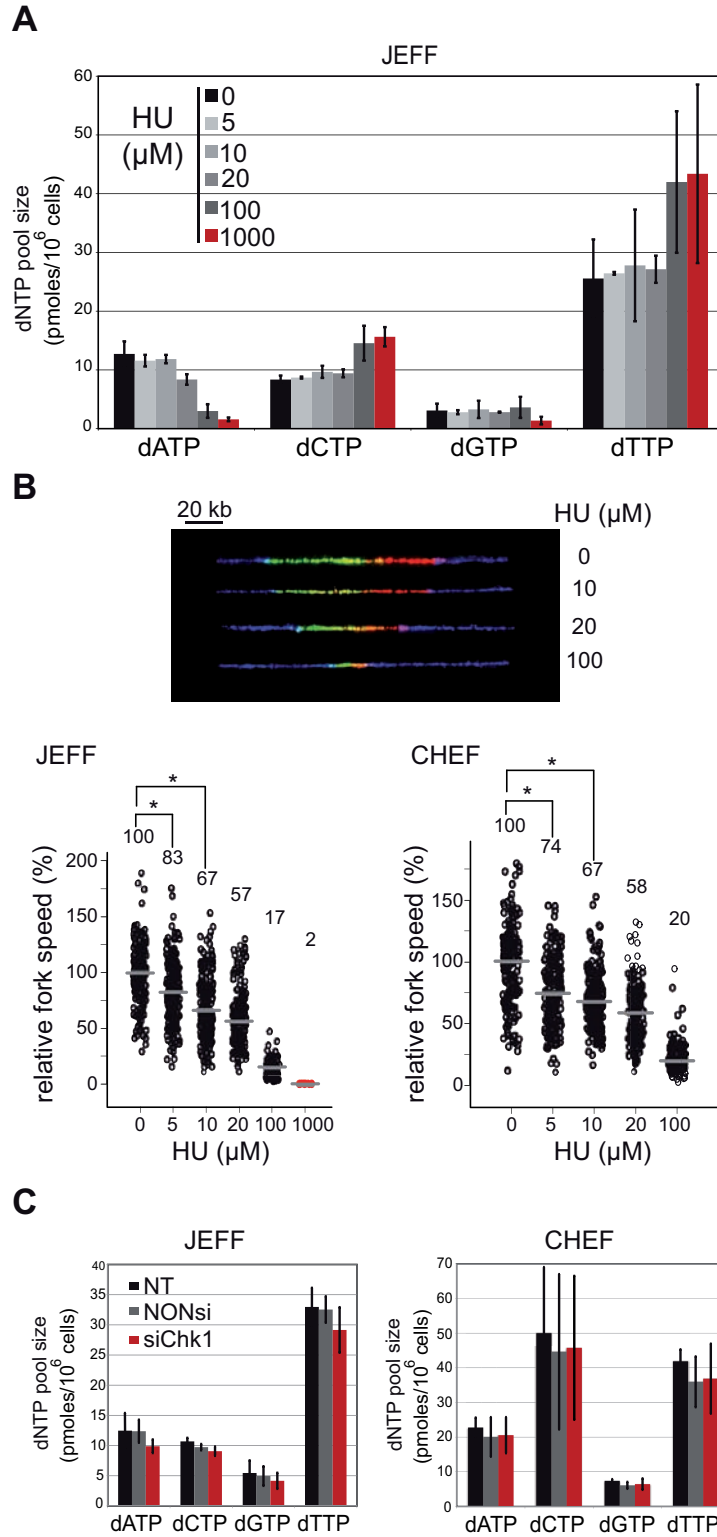 A
JEFF
HU
(µM)
0
5
10
20
100
1000
dNTP pool size
(pmoles/10⁶ cells)
60
50
40
30
20
10
0
dATP dCTP dGTP dTTP
B
20 kb
HU (µM)
0
10
20
100
JEFF
relative fork speed (%)
200
150
100
50
0
*
*
100
83
67
57
17
2
0 5 10 20 100 1000
HU (µM)
CHEF
relative fork speed (%)
150
100
50
0
*
*
100
74
67
58
20
0 5 10 20 100
HU (µM)
C
JEFF
dNTP pool size
(pmoles/10⁶ cells)
40
35
30
25
20
15
10
5
0
NT
NONsi
siChk1
dATP dCTP dGTP dTTP
CHEF
dNTP pool size
(pmoles/10⁶ cells)
70
60
50
40
30
20
10
0
dATP dCTP dGTP dTTP